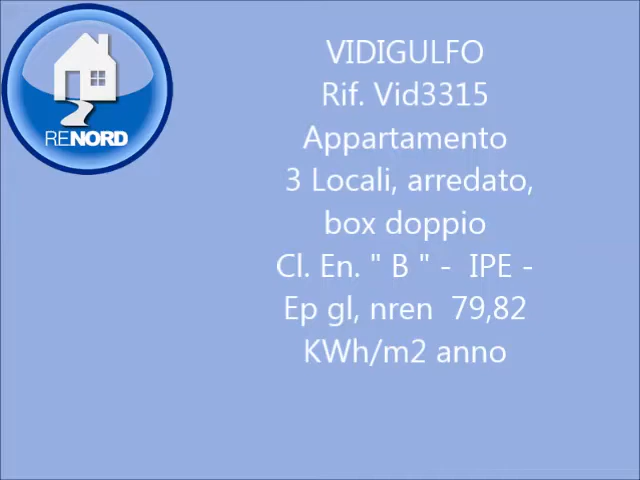 RENORD
VIDIGULFO
Rif. Vid3315
Appartamento
3 Locali, arredato,
box doppio
Cl. En. " B " -  IPE -
Ep gl, nren  79,82
KWh/m2 anno